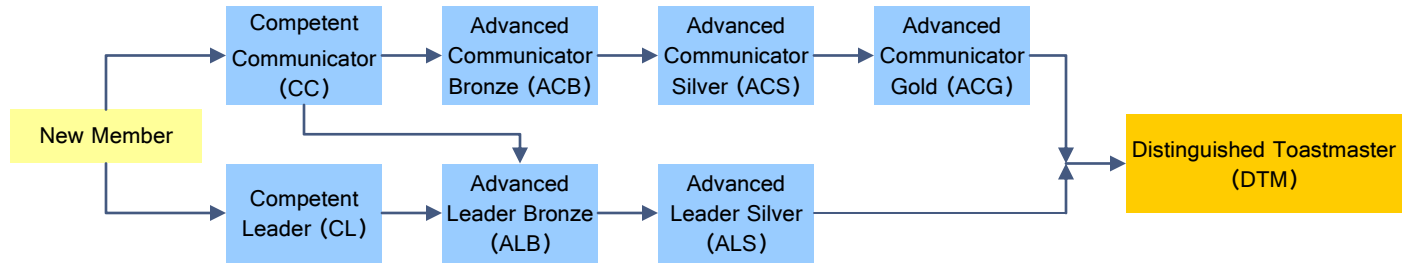 Competent
Communicator
(CC)
Advanced
Communicator
Bronze (ACB)
Advanced
Communicator
Silver (ACS)
Advanced
Communicator
Gold (ACG)
New Member
Distinguished Toastmaster
(DTM)
Competent
Leader (CL)
Advanced
Leader Bronze
(ALB)
Advanced
Leader Silver
(ALS)